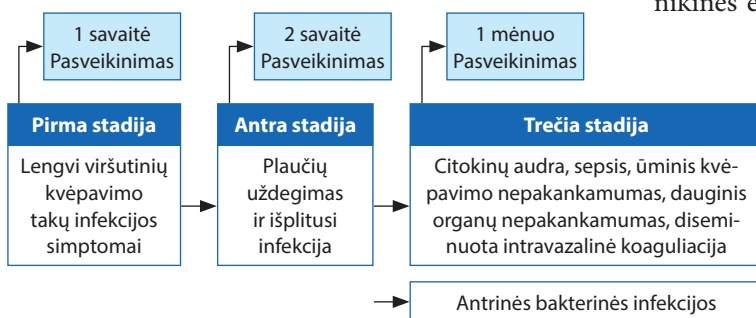 nikinės e
1 savaitė
Pasveikinimas
2 savaitė
Pasveikinimas
1 mėnuo
Pasveikinimas
Pirma stadija
Lengvi viršutinių
kvėpavimo
takų infekcijos
simptomai
Antra stadija
Plaučių
uždegimas
ir išplitusi
infekcija
Trečia stadija
Citokinų audra, sepsis, ūminis kvė-
pavimo nepakankamumas, dauginis
organų nepakankamumas, disemi-
nuota intravazalinė koaguliacija
Antrinės bakterinės infekcijos